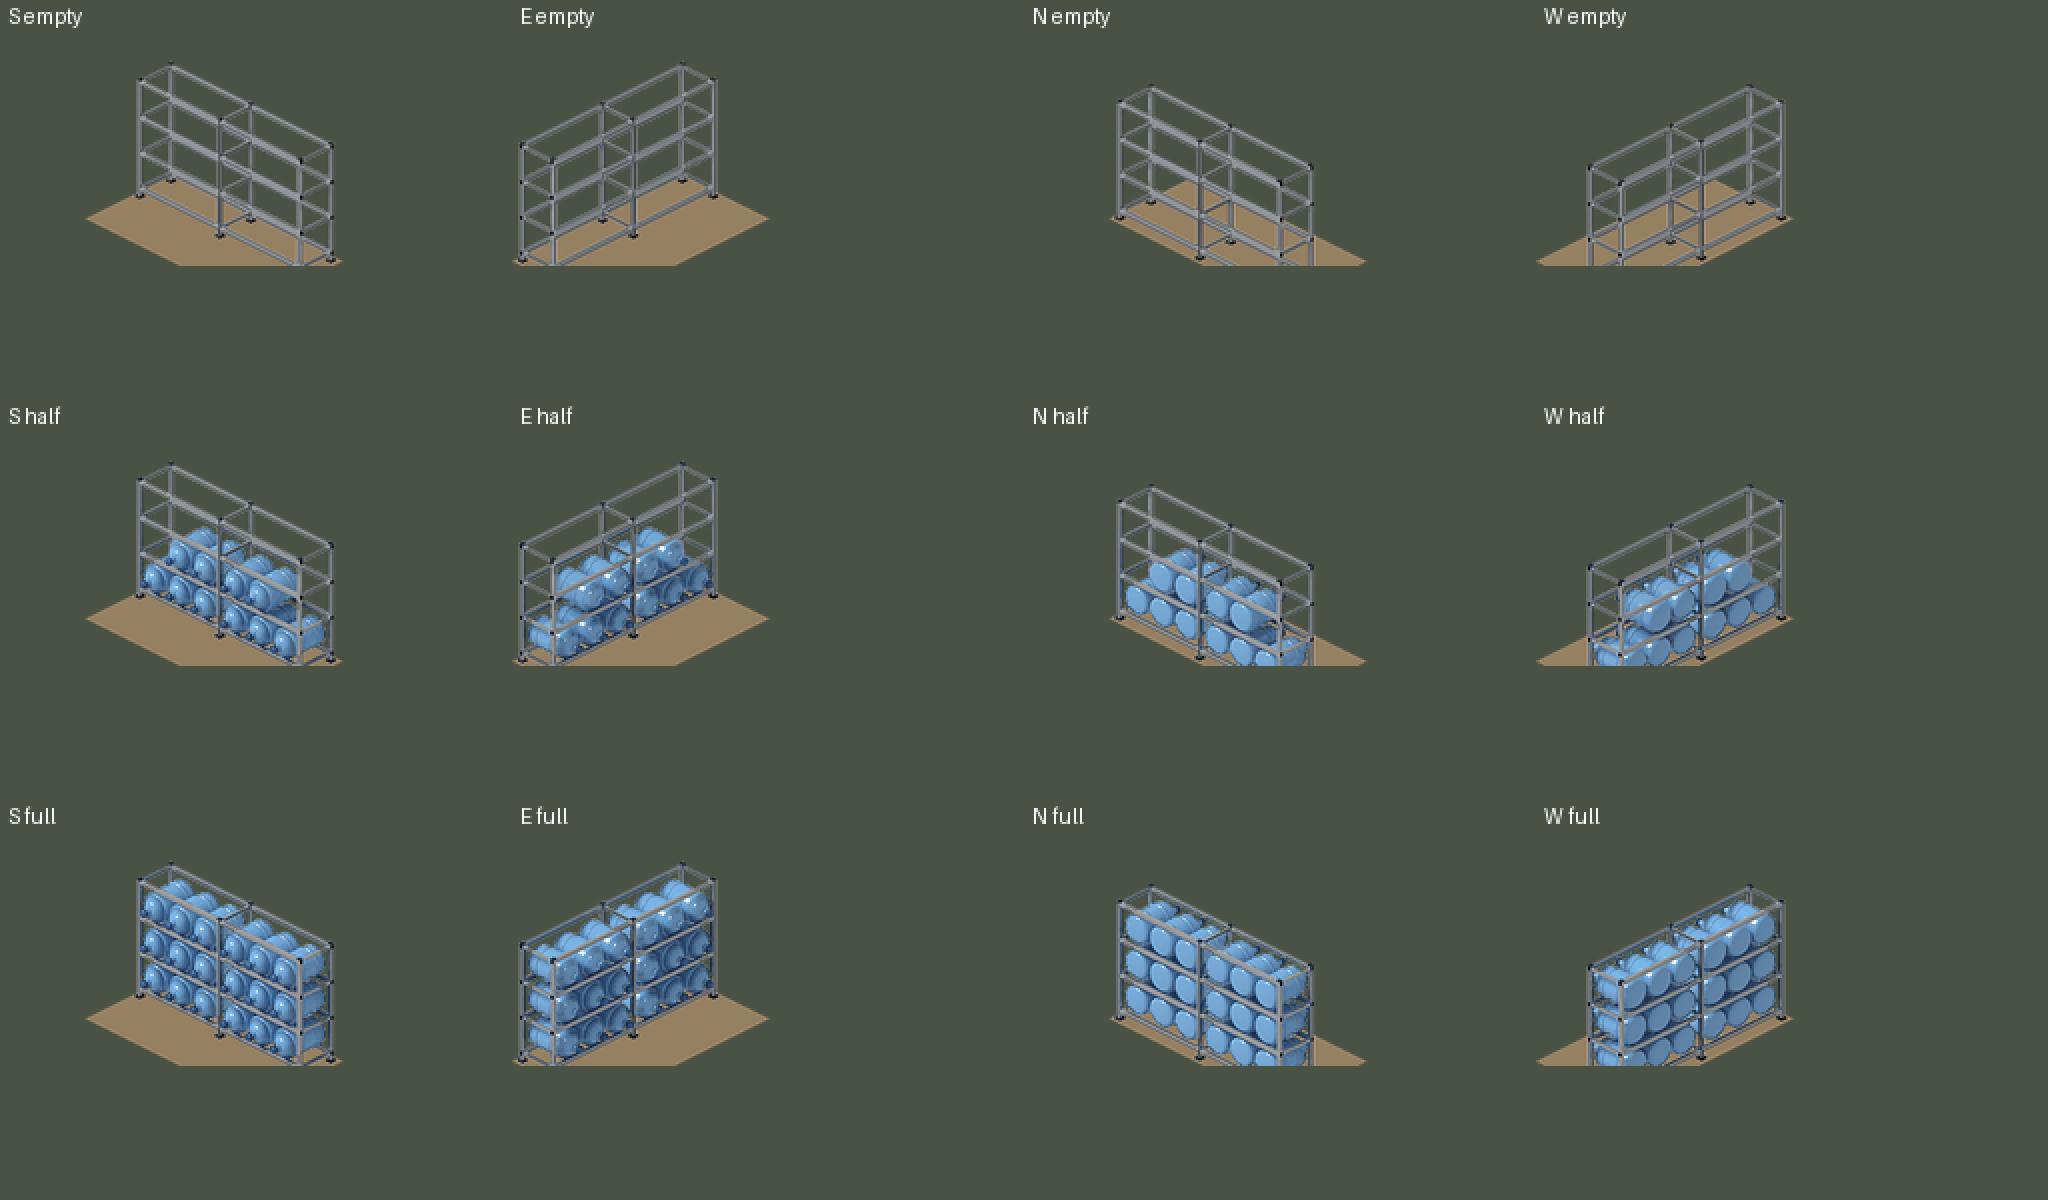 S empty
E empty
N empty
W empty
S half
E half
N half
W half
S full
E full
N full
W full